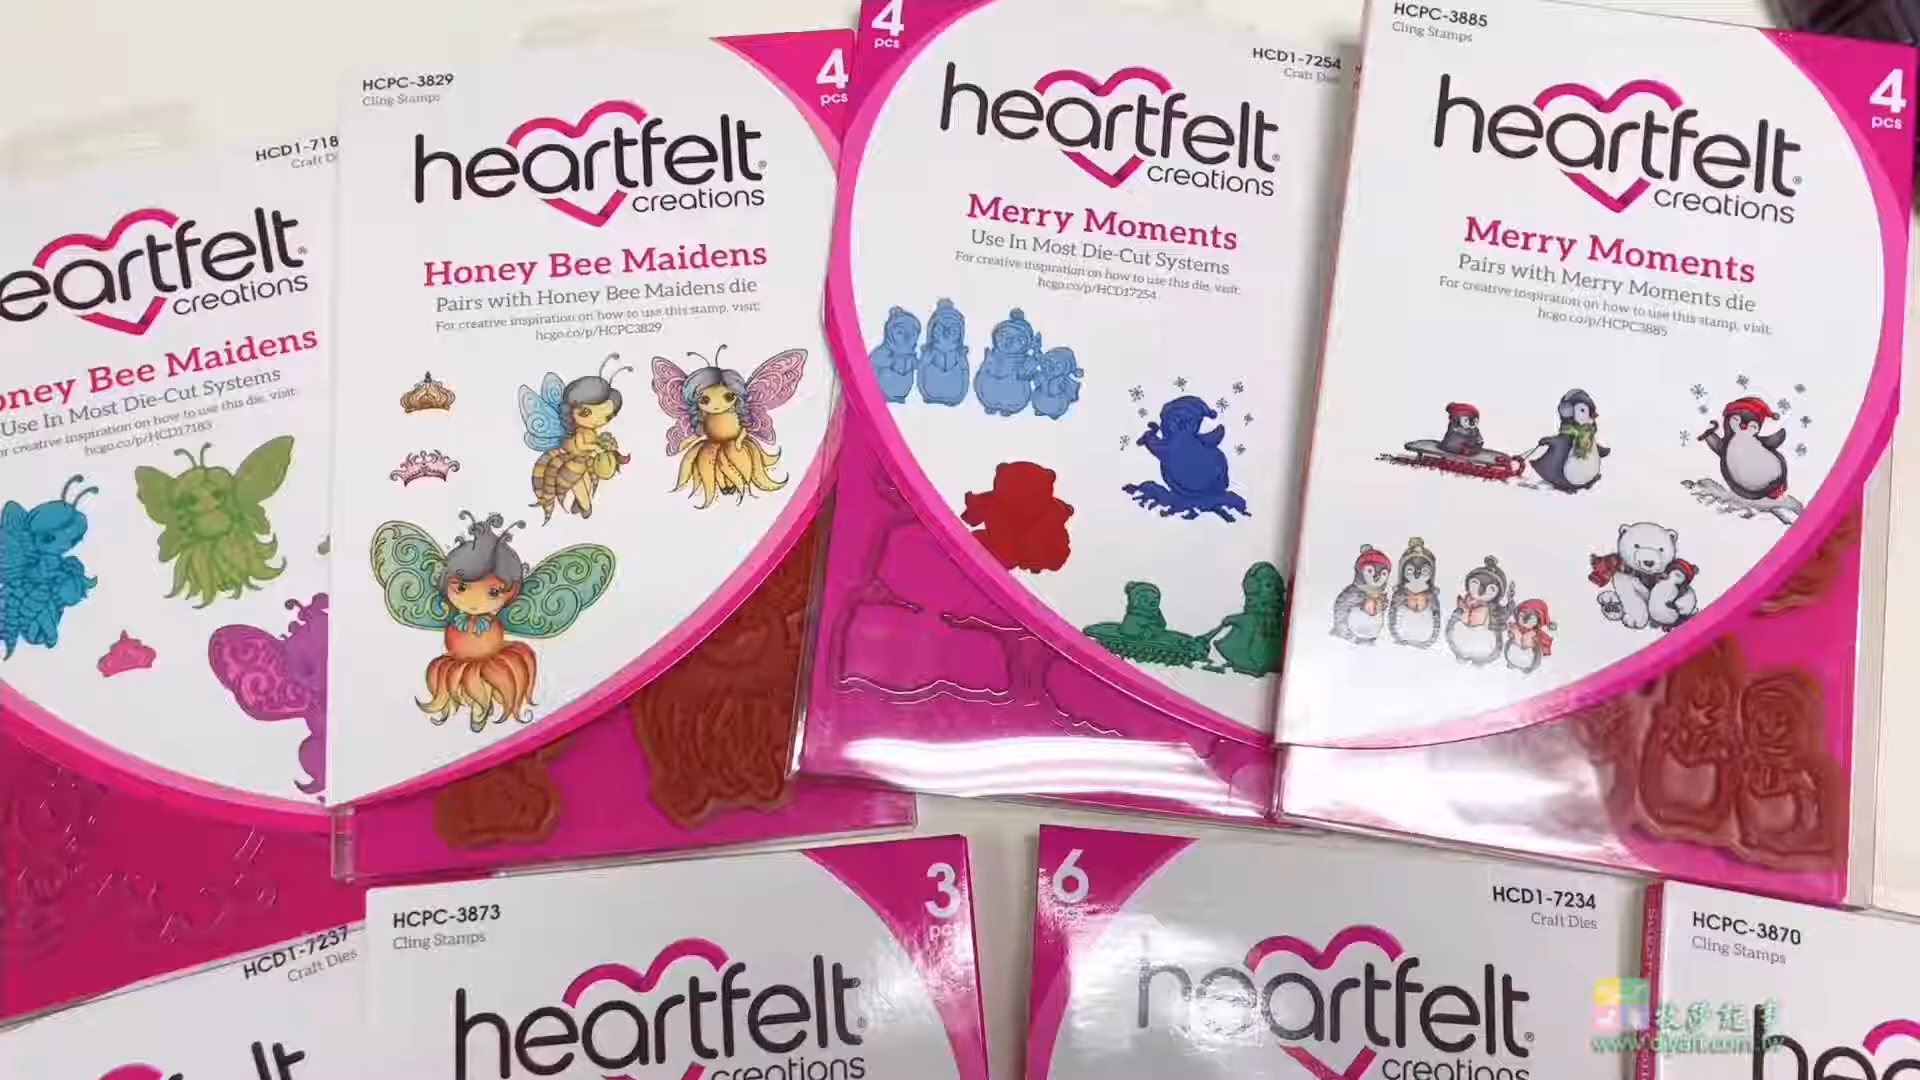 HCD1-718
Craft D
eartfelt
creations
oney Bee Maidens
Use In Most Die-Cut Systems
or creative inspiration on how to use this die, visit:
hcgo.co/p/HCD17183
HCPC-3829
Cling Stamps
4
pcs
heartfelt
creations
Honey Bee Maidens
Pairs with Honey Bee Maidens die
For creative inspiration on how to use this stamp, visit:
hcgo.co/p/HCPC3829
4
pcs
HCD1-7254
Craft Dies
heartfelt
creations
Merry Moments
Use In Most Die-Cut Systems
For creative inspiration on how to use this die, visit:
hcgo.co/p/HCD17254
HCPC-3885
Cling Stamps
4
pcs
heartfelt
creations
Merry Moments
Pairs with Merry Moments die
For creative inspiration on how to use this stamp, visit:
hcgo.co/p/HCPC3885
HCD1-7237
Craft Dies
artfelt
HCPC-3873
Cling Stamps
3
pcs
heartfelt
creations
6
pcs
HCD1-7234
Craft Dies
heartfelt
creations
HCPC-3870
Cling Stamps